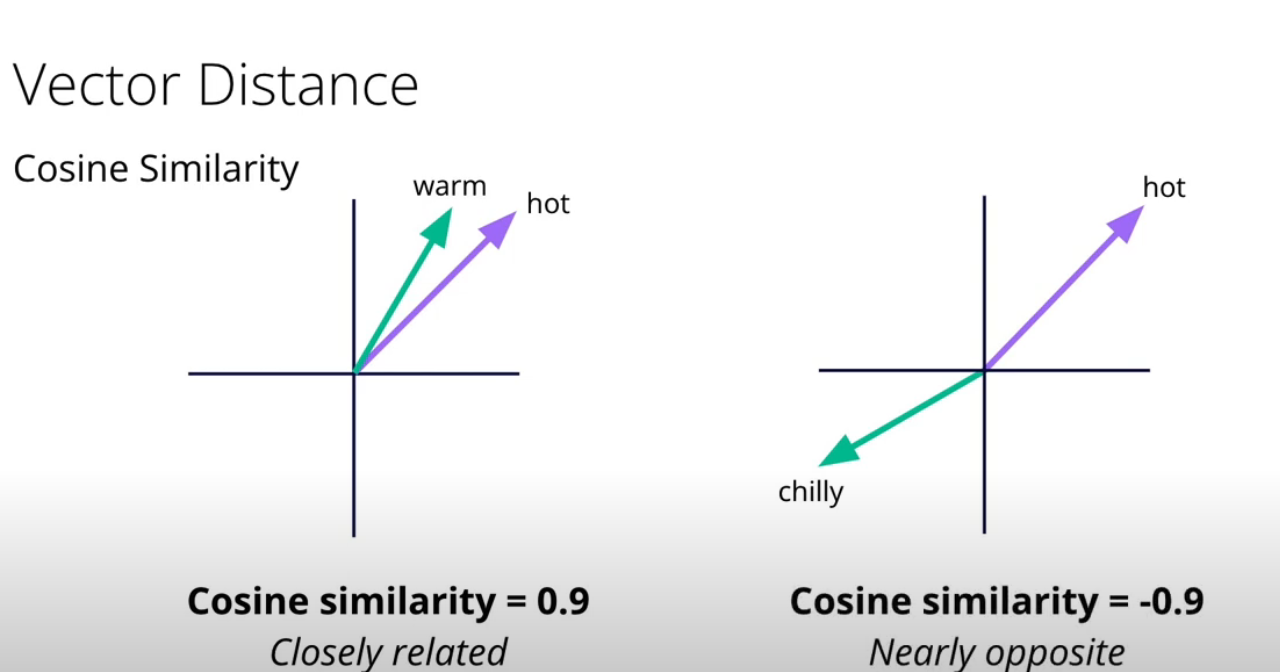 Vector Distance
Cosine Similarity
warm
hot
hot
chilly
Cosine similarity = 0.9
Closely related
Cosine similarity = -0.9
Nearly opposite